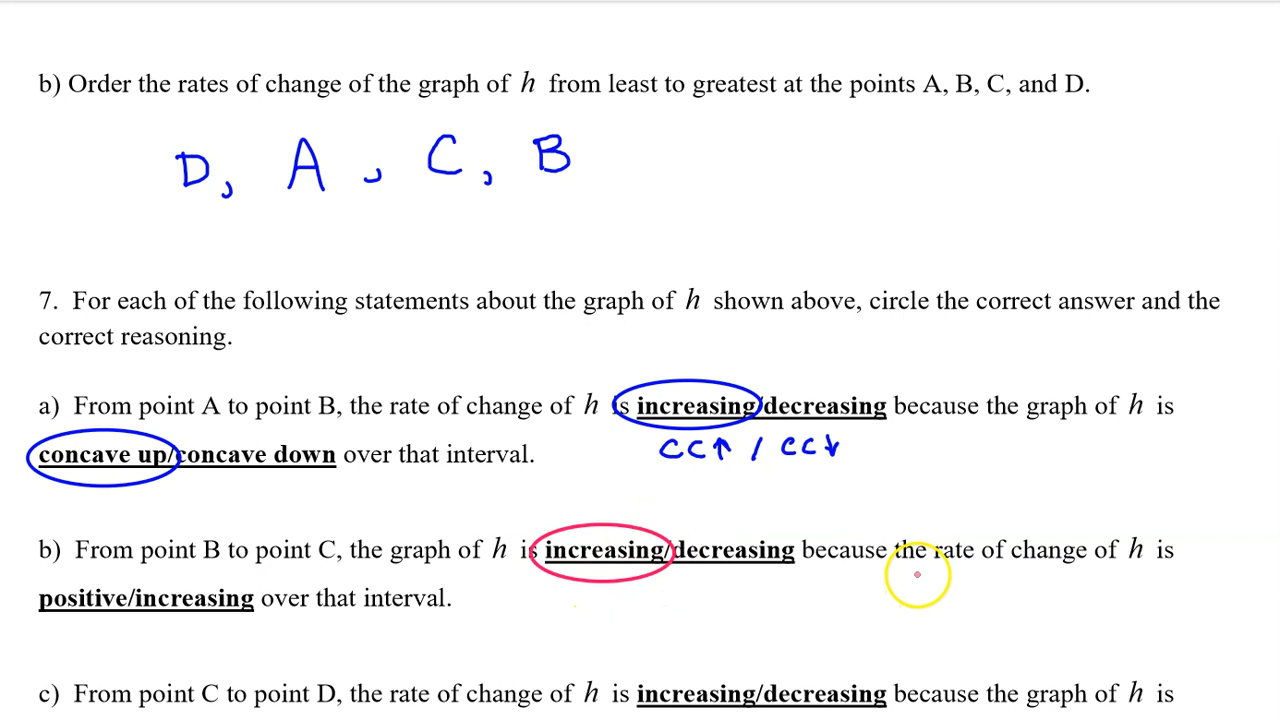 b) Order the rates of change of the graph of h from least to greatest at the points A, B, C, and D.
D, A, C, B
7. For each of the following statements about the graph of h shown above, circle the correct answer and the
correct reasoning.
a) From point A to point B, the rate of change of h is increasing/decreasing because the graph of h is
concave up/concave down over that interval.
CC↑ / CC↓
b) From point B to point C, the graph of h is increasing/decreasing because the rate of change of h is
positive/increasing over that interval.
c) From point C to point D, the rate of change of h is increasing/decreasing because the graph of h is